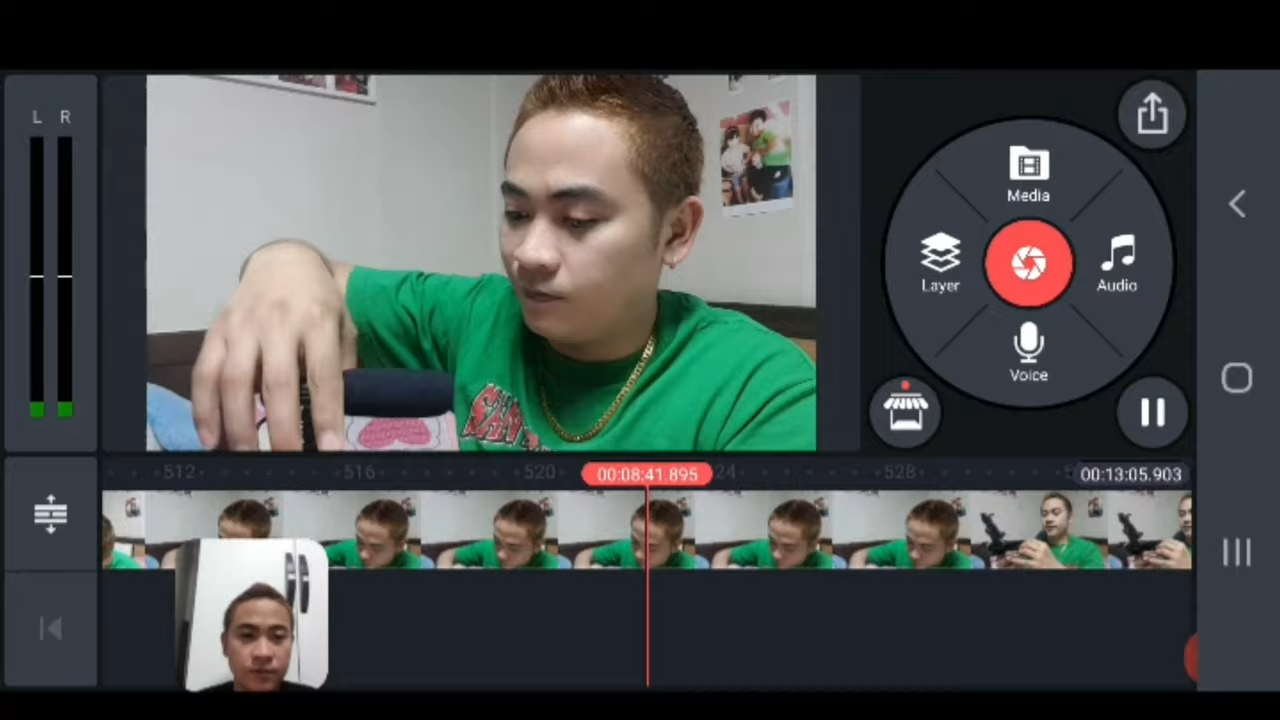 L R
Media
Layer
Audio
Voice
512
516
520
00:08:41.895
24
528
00:13:05.903